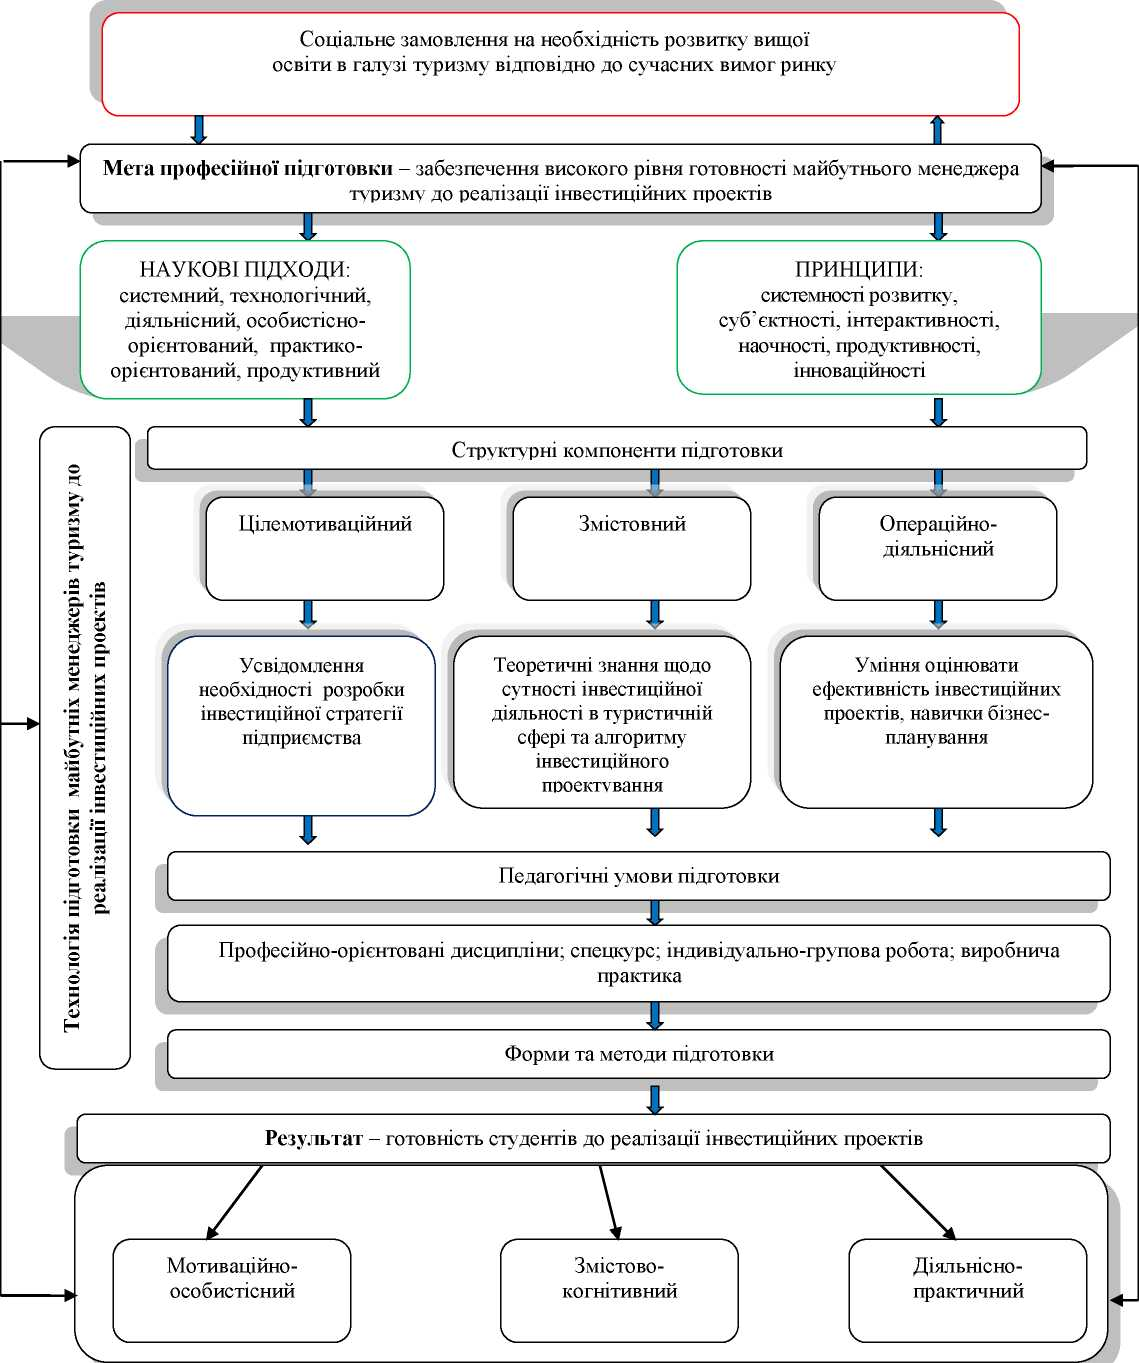 Соціальне замовлення на необхідність розвитку вищої
освіти в галузі туризму відповідно до сучасних вимог ринку
Мета професійної підготовки – забезпечення високого рівня готовності майбутнього менеджера
туризму до реалізації інвестиційних проектів
НАУКОВІ ПІДХОДИ:
системний, технологічний,
діяльнісний, особистісно-
орієнтований, практико-
орієнтований, продуктивний
ПРИНЦИПИ:
системності розвитку,
суб’єктності, інтерактивності,
наочності, продуктивності,
інноваційності
Технологія підготовки майбутніх менеджерів туризму до
реалізації інвестиційних проектів
Структурні компоненти підготовки
Цілемотиваційний
Змістовний
Операційно-
діяльнісний
Усвідомлення
необхідності розробки
інвестиційної стратегії
підприємства
Теоретичні знання щодо
сутності інвестиційної
діяльності в туристичній
сфері та алгоритму
інвестиційного
проектування
Уміння оцінювати
ефективність інвестиційних
проектів, навички бізнес-
планування
Педагогічні умови підготовки
Професійно-орієнтовані дисципліни; спецкурс; індивідуально-групова робота; виробнича
практика
Форми та методи підготовки
Результат – готовність студентів до реалізації інвестиційних проектів
Мотиваційно-
особистісний
Змістово-
когнітивний
Діяльнісно-
практичний